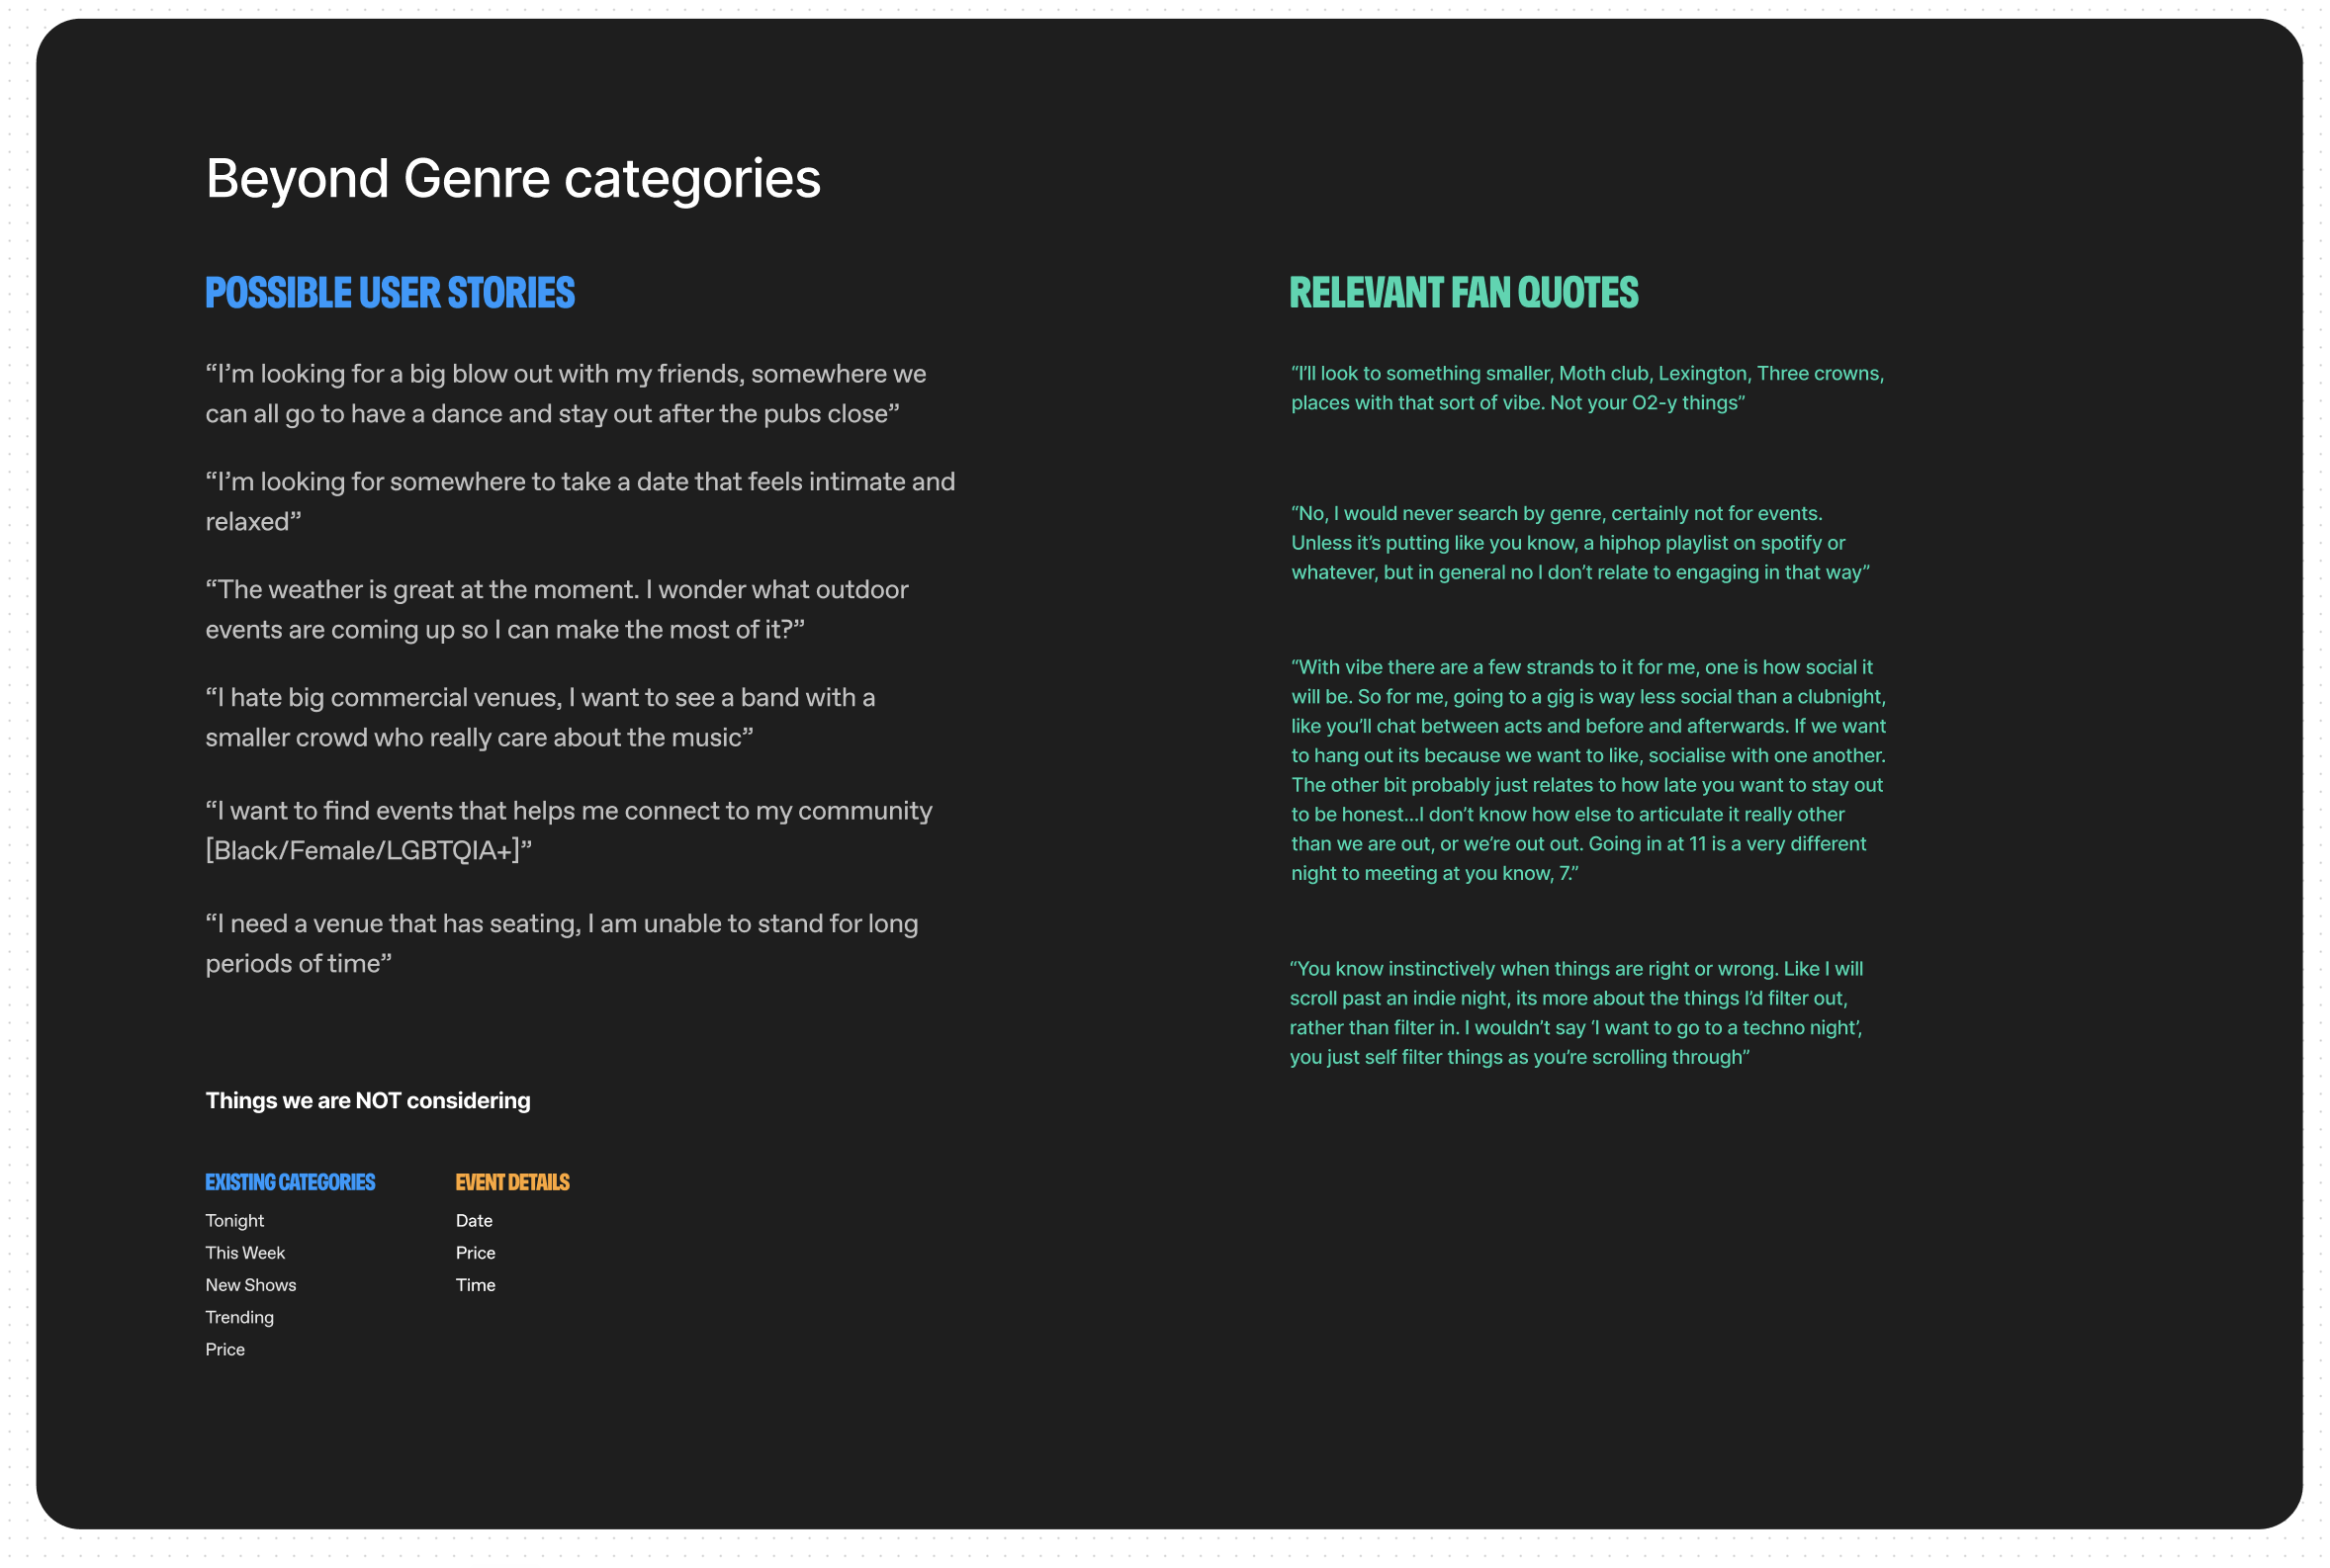 Beyond Genre categories
POSSIBLE USER STORIES
“I’m looking for a big blow out with my friends, somewhere we
can all go to have a dance and stay out after the pubs close”
“I’m looking for somewhere to take a date that feels intimate and
relaxed”
“The weather is great at the moment. I wonder what outdoor
events are coming up so I can make the most of it?”
“I hate big commercial venues, I want to see a band with a
smaller crowd who really care about the music”
“I want to find events that helps me connect to my community
[Black/Female/LGBTQIA+]”
“I need a venue that has seating, I am unable to stand for long
periods of time”
Things we are NOT considering
EXISTING CATEGORIES
Tonight
This Week
New Shows
Trending
Price
EVENT DETAILS
Date
Price
Time
RELEVANT FAN QUOTES
“I’ll look to something smaller, Moth club, Lexington, Three crowns,
places with that sort of vibe. Not your O2-y things”
“No, I would never search by genre, certainly not for events.
Unless it’s putting like you know, a hiphop playlist on spotify or
whatever, but in general no I don’t relate to engaging in that way”
“With vibe there are a few strands to it for me, one is how social it
will be. So for me, going to a gig is way less social than a clubnight,
like you’ll chat between acts and before and afterwards. If we want
to hang out its because we want to like, socialise with one another.
The other bit probably just relates to how late you want to stay out
to be honest...I don’t know how else to articulate it really other
than we are out, or we’re out out. Going in at 11 is a very different
night to meeting at you know, 7.”
“You know instinctively when things are right or wrong. Like I will
scroll past an indie night, its more about the things I’d filter out,
rather than filter in. I wouldn’t say ‘I want to go to a techno night’,
you just self filter things as you’re scrolling through”